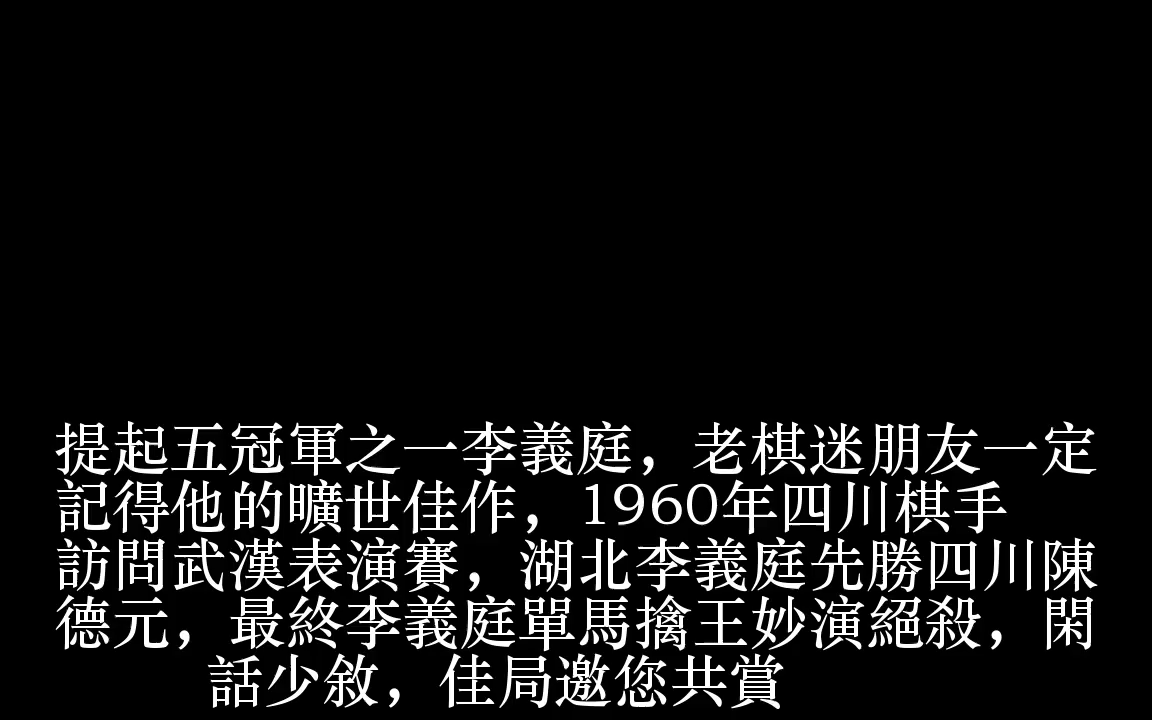 提起五冠軍之一李義庭，老棋迷朋友一定
記得他的曠世佳作，1960年四川棋手
訪問武漢表演賽，湖北李義庭先勝四川陳
德元，最終李義庭單馬擒王妙演絕殺，閑
話少敘，佳局邀您共賞